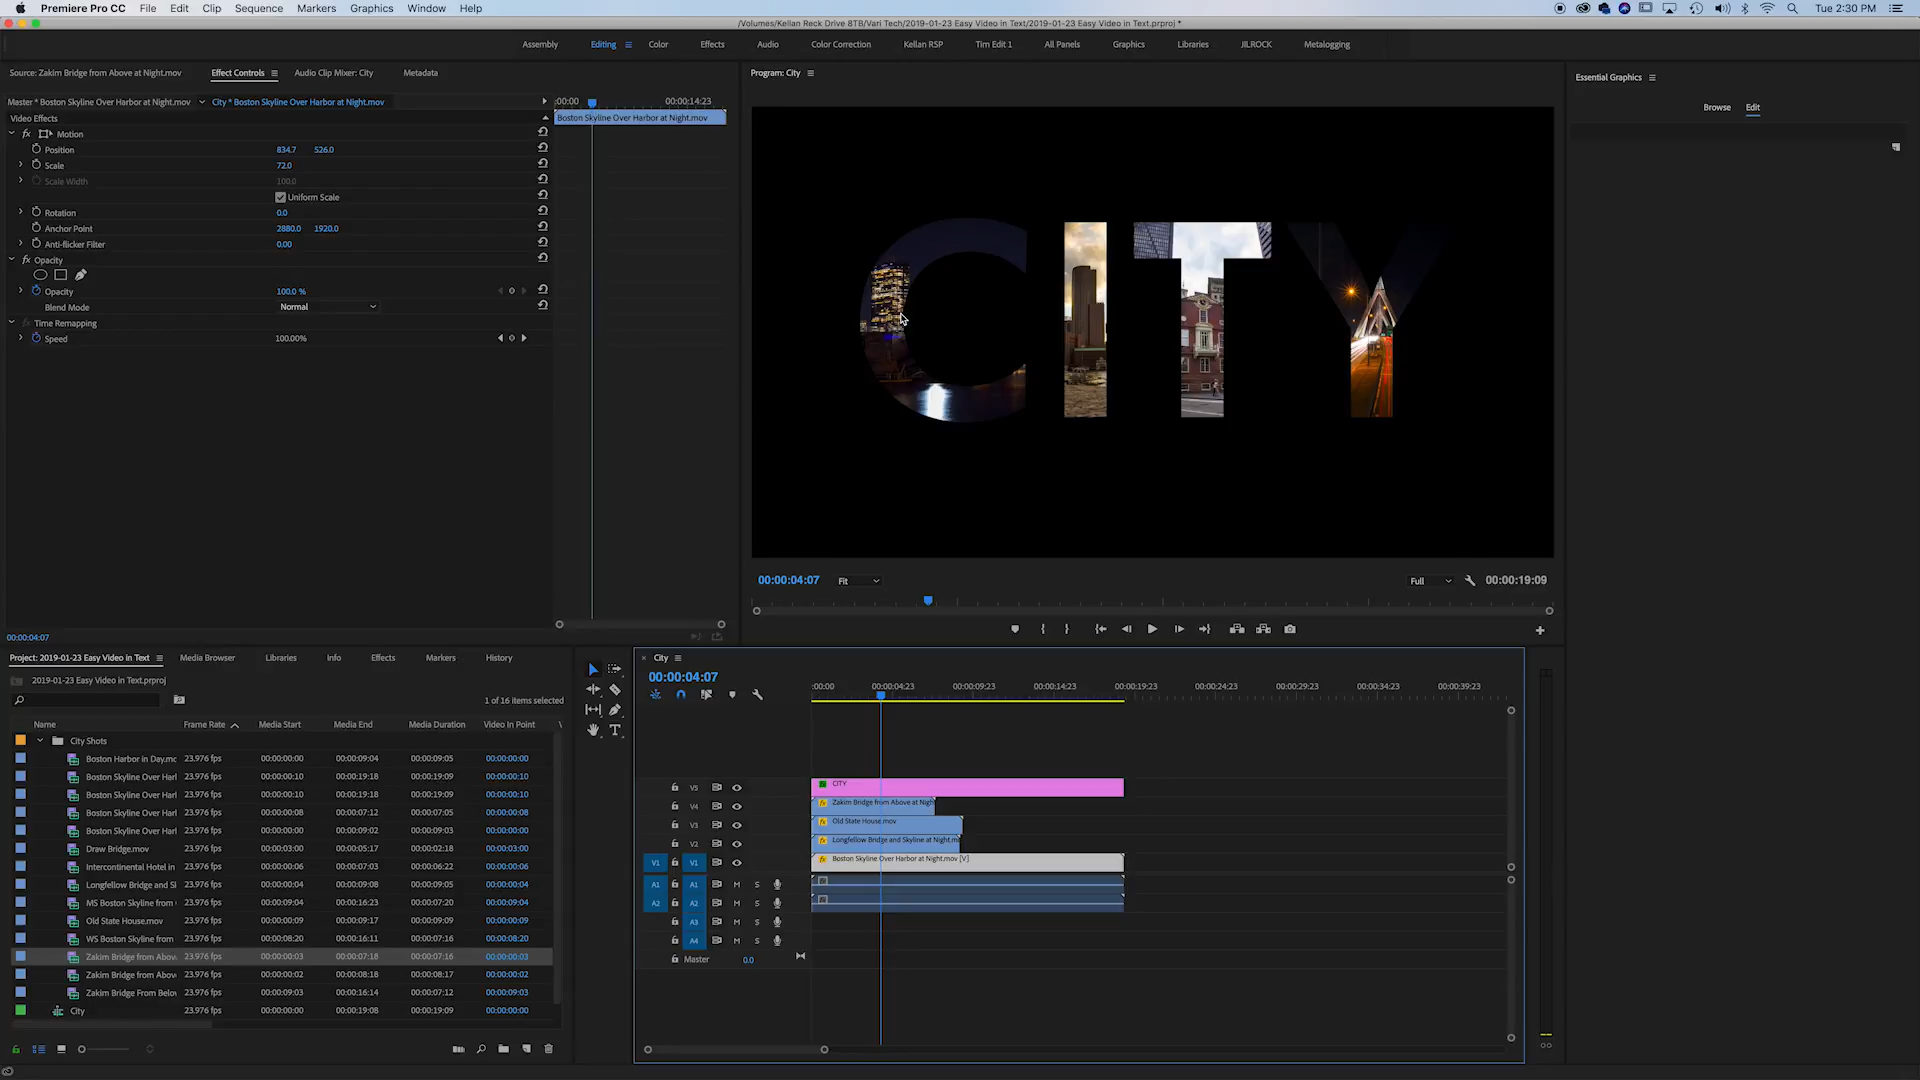 Premiere Pro CC File Edit Clip Sequence Markers Graphics Window Help Tue 2:30 PM
/Volumes/Kellan Reck Drive 8TB/Vari Tech/2019-01-23 Easy Video in Text/2019-01-23 Easy Video in Text.prproj *
Assembly Editing Color Effects Audio Color Correction Kellan RSP Tim Edit 1 All Panels Graphics Libraries JILROCK Metalogging
Source: Zakim Bridge from Above at Night.mov Effect Controls Audio Clip Mixer: City Metadata
Program: City
Essential Graphics
Browse Edit
Master * Boston Skyline Over Harbor at Night.mov City * Boston Skyline Over Harbor at Night.mov
:00:00 00:00:14:23
Video Effects
Boston Skyline Over Harbor at Night.mov
fx Motion
Position 834.7 526.0
Scale 72.0
Scale Width 100.0
Uniform Scale
Rotation 0.0
Anchor Point 2880.0 1920.0
Anti-flicker Filter 0.00
fx Opacity
Opacity 100.0 %
Blend Mode Normal
Time Remapping
Speed 100.00%
CITY
00:00:04:07 Fit Full 00:00:19:09
00:00:04:07
Project: 2019-01-23 Easy Video in Text Media Browser Libraries Info Effects Markers History
2019-01-23 Easy Video in Text.prproj
1 of 16 items selected
Name Frame Rate Media Start Media End Media Duration Video In Point
City Shots
Boston Harbor in Day.mc 23.976 fps 00:00:00:00 00:00:09:04 00:00:09:05 00:00:00:00
Boston Skyline Over Harl 23.976 fps 00:00:00:10 00:00:19:18 00:00:19:09 00:00:00:10
Boston Skyline Over Harl 23.976 fps 00:00:00:10 00:00:19:18 00:00:19:09 00:00:00:10
Boston Skyline Over Harl 23.976 fps 00:00:00:08 00:00:07:12 00:00:07:05 00:00:00:08
Boston Skyline Over Harl 23.976 fps 00:00:00:00 00:00:09:02 00:00:09:03 00:00:00:00
Draw Bridge.mov 23.976 fps 00:00:03:00 00:00:05:17 00:00:02:18 00:00:03:00
Intercontinental Hotel in 23.976 fps 00:00:00:06 00:00:07:03 00:00:06:22 00:00:00:06
Longfellow Bridge and Sl 23.976 fps 00:00:00:04 00:00:09:08 00:00:09:05 00:00:00:04
MS Boston Skyline from 23.976 fps 00:00:09:04 00:00:16:23 00:00:07:20 00:00:09:04
Old State House.mov 23.976 fps 00:00:00:09 00:00:09:17 00:00:09:09 00:00:00:09
WS Boston Skyline from 23.976 fps 00:00:08:20 00:00:16:11 00:00:07:16 00:00:08:20
Zakim Bridge from Abov 23.976 fps 00:00:00:03 00:00:07:18 00:00:07:16 00:00:00:03
Zakim Bridge from Abov 23.976 fps 00:00:00:02 00:00:08:18 00:00:08:17 00:00:00:02
Zakim Bridge From Belov 23.976 fps 00:00:09:03 00:00:16:14 00:00:07:12 00:00:09:03
City 23.976 fps 00:00:00:00 00:00:19:08 00:00:19:09 00:00:00:00
City
00:00:04:07
:00:00 00:00:04:23 00:00:09:23 00:00:14:23 00:00:19:23 00:00:24:23 00:00:29:23 00:00:34:23 00:00:39:23
V5 CITY
V4 fx Zakim Bridge from Above at Nigh
V3 fx Old State House.mov
V2 fx Longfellow Bridge and Skyline at Night.m
V1 V1 fx Boston Skyline Over Harbor at Night.mov [V]
A1 A1 M S
A2 A2 M S
A3 M S
A4 M S
Master 0.0